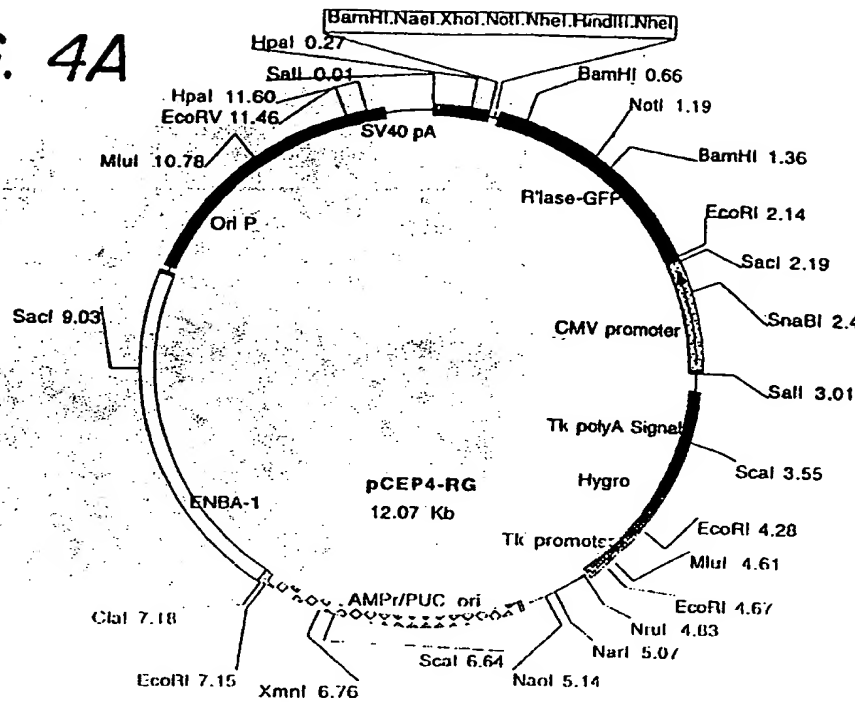 4A
BamHI.NaeI.XhoI.NotI.NheI.HindIII.NheI
HpaI 0.27
SalI 0.01
HpaI 11.60
EcoRV 11.46
MluI 10.78
SV40 pA
BamHI 0.66
NotI 1.19
BamHI 1.36
R'lase-GFP
Ori P
EcoRI 2.14
SacI 2.19
SnaBI 2.4
SacI 9.03
CMV promoter
SalI 3.01
Tk polyA Signal
ScaI 3.55
pCEP4-RG
12.07 Kb
Hygro
ENBA-1
Tk promoter
EcoRI 4.28
MluI 4.61
EcoRI 4.67
AMPr/PUC ori
ClaI 7.18
NruI 4.83
NarI 5.07
ScaI 6.64
NaoI 5.14
EcoRI 7.15
XmnI 6.76